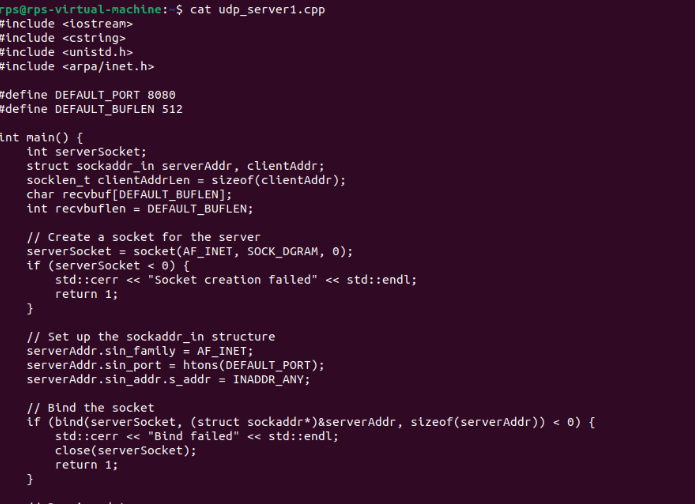 rps@rps-virtual-machine:~$ cat udp_server1.cpp
#include <iostream>
#include <cstring>
#include <unistd.h>
#include <arpa/inet.h>

#define DEFAULT_PORT 8080
#define DEFAULT_BUFLEN 512

int main() {
    int serverSocket;
    struct sockaddr_in serverAddr, clientAddr;
    socklen_t clientAddrLen = sizeof(clientAddr);
    char recvbuf[DEFAULT_BUFLEN];
    int recvbuflen = DEFAULT_BUFLEN;

    // Create a socket for the server
    serverSocket = socket(AF_INET, SOCK_DGRAM, 0);
    if (serverSocket < 0) {
        std::cerr << "Socket creation failed" << std::endl;
        return 1;
    }

    // Set up the sockaddr_in structure
    serverAddr.sin_family = AF_INET;
    serverAddr.sin_port = htons(DEFAULT_PORT);
    serverAddr.sin_addr.s_addr = INADDR_ANY;

    // Bind the socket
    if (bind(serverSocket, (struct sockaddr*)&serverAddr, sizeof(serverAddr)) < 0) {
        std::cerr << "Bind failed" << std::endl;
        close(serverSocket);
        return 1;
    }